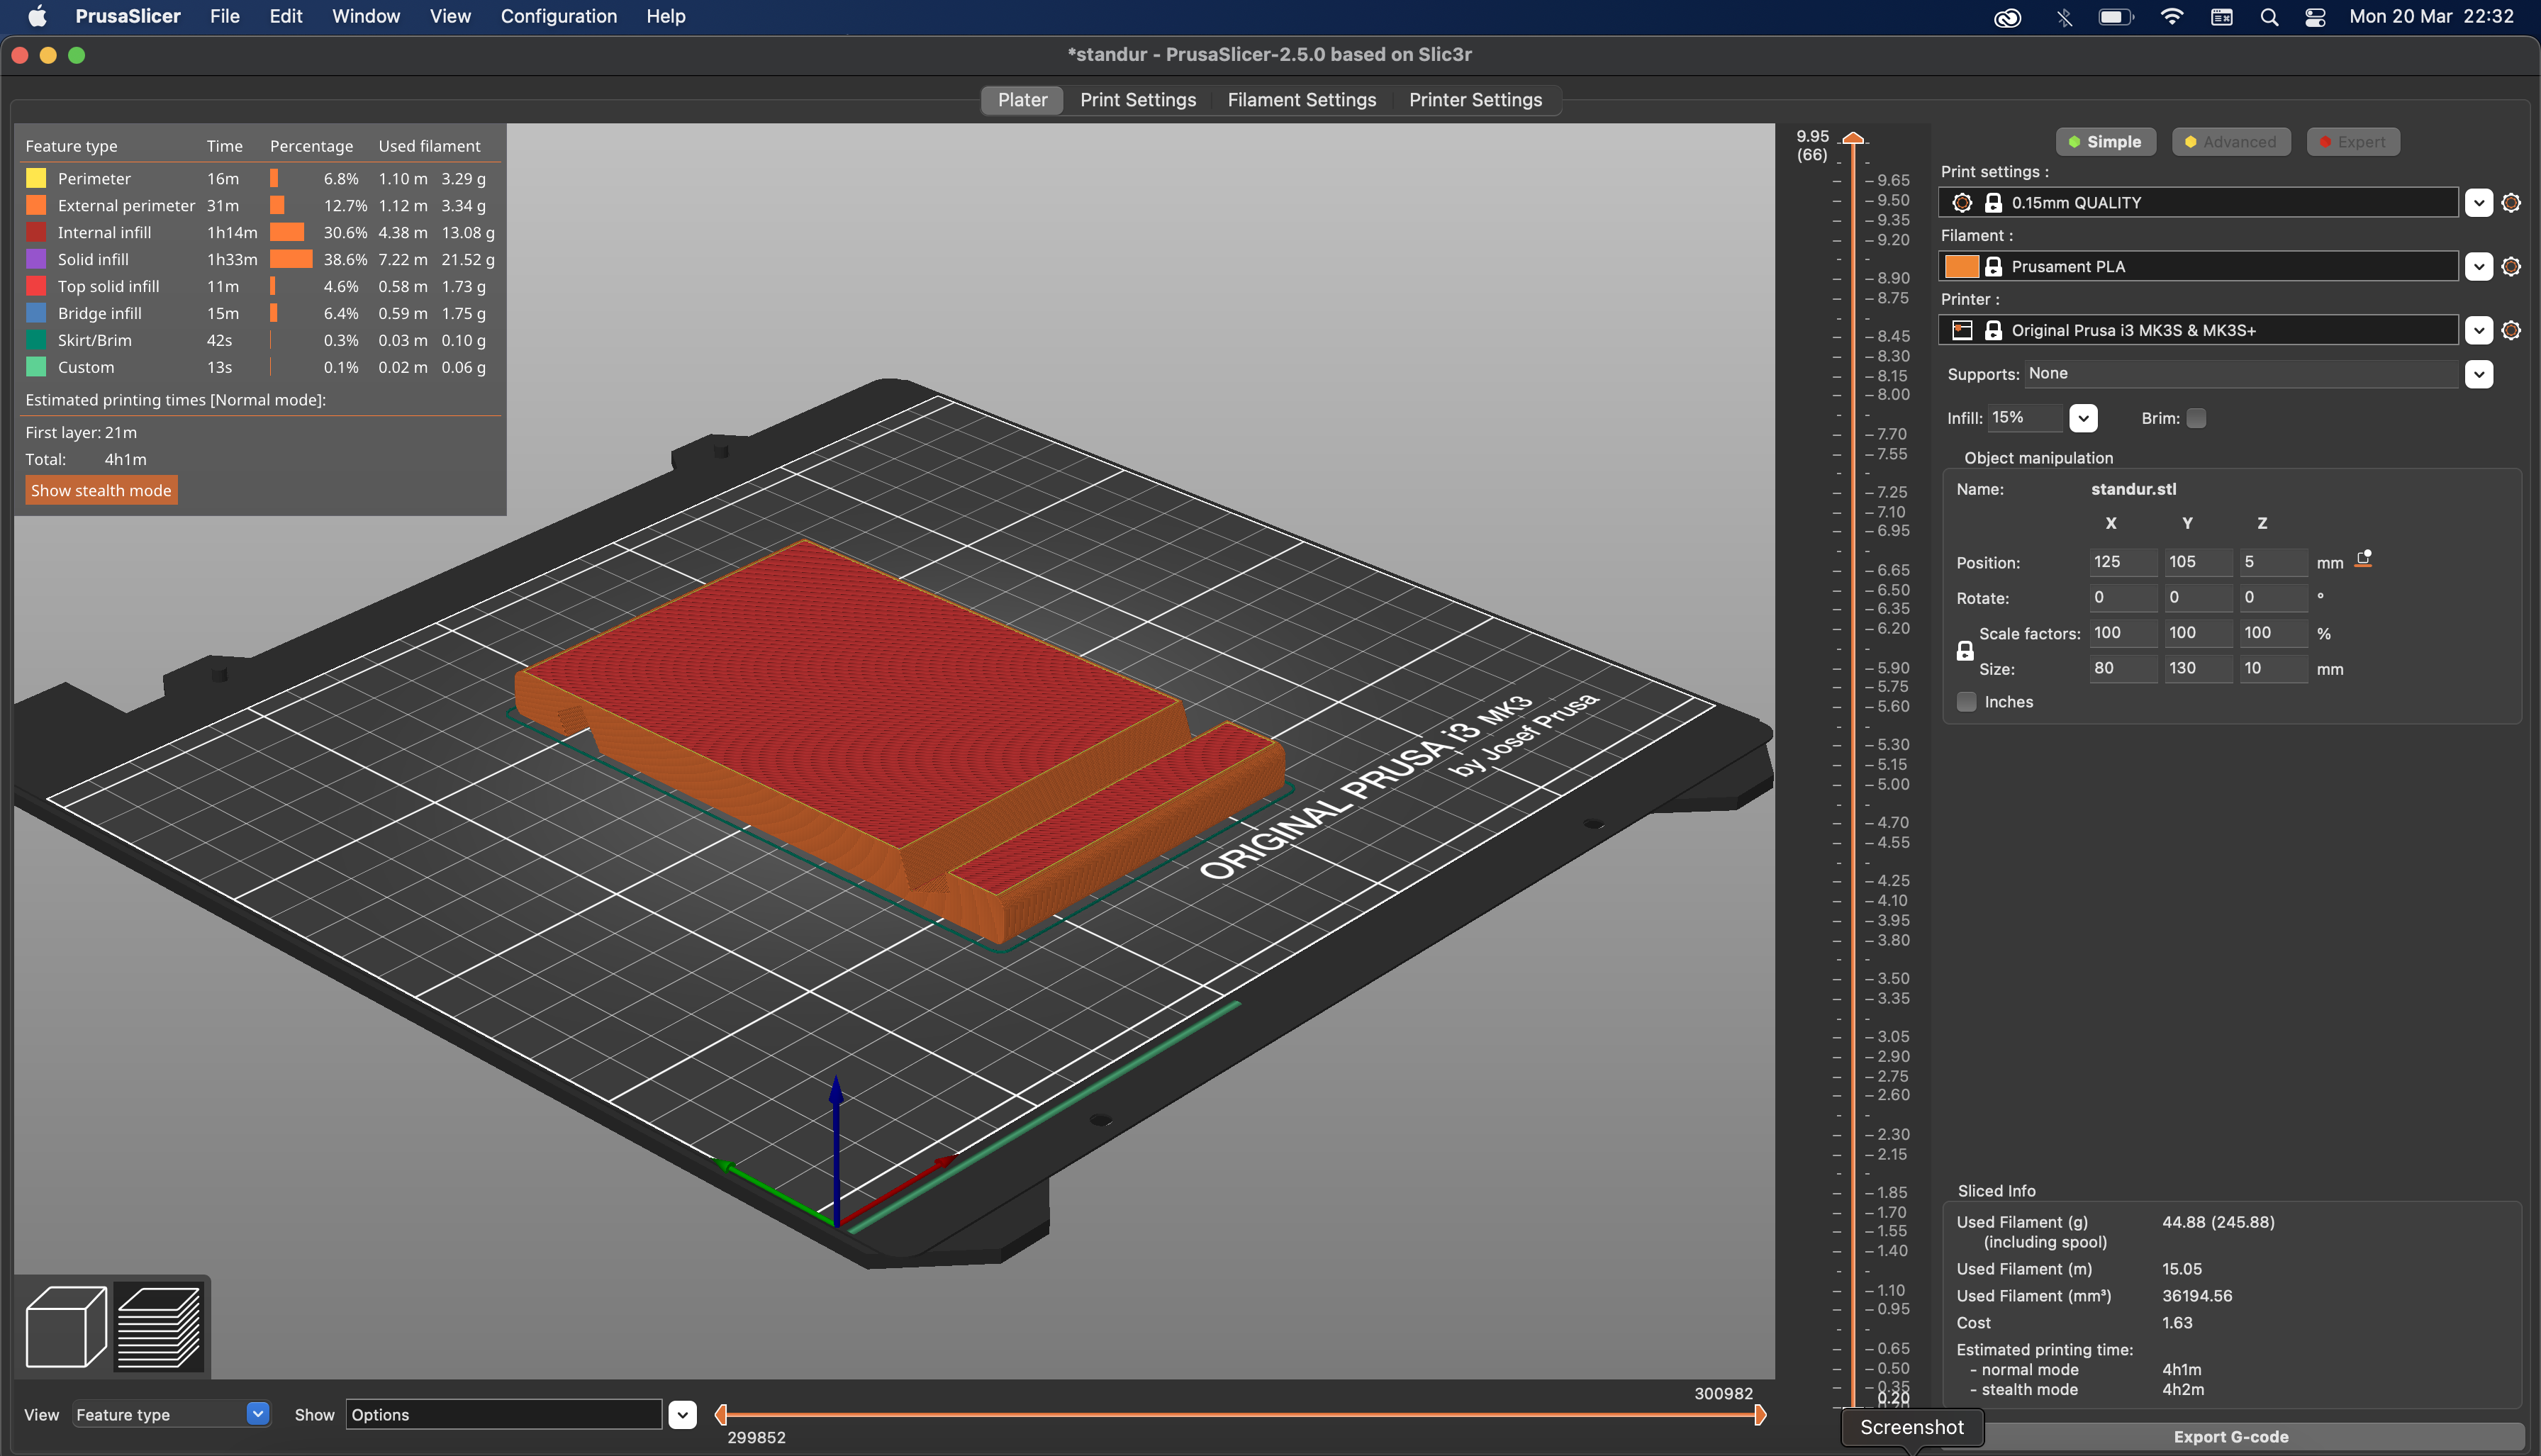 PrusaSlicer File Edit Window View Configuration Help Mon 20 Mar 22:32
*standur - PrusaSlicer-2.5.0 based on Slic3r
Plater Print Settings Filament Settings Printer Settings
Feature type Time Percentage Used filament
Perimeter 16m 6.8% 1.10 m 3.29 g
External perimeter 31m 12.7% 1.12 m 3.34 g
Internal infill 1h14m 30.6% 4.38 m 13.08 g
Solid infill 1h33m 38.6% 7.22 m 21.52 g
Top solid infill 11m 4.6% 0.58 m 1.73 g
Bridge infill 15m 6.4% 0.59 m 1.75 g
Skirt/Brim 42s 0.3% 0.03 m 0.10 g
Custom 13s 0.1% 0.02 m 0.06 g
Estimated printing times [Normal mode]:
First layer: 21m
Total: 4h1m
Show stealth mode
ORIGINAL PRUSA i3 MK3
by Josef Prusa
9.95
(66)
9.65
9.50
9.35
9.20
8.90
8.75
8.45
8.30
8.15
8.00
7.70
7.55
7.25
7.10
6.95
6.65
6.50
6.35
6.20
5.90
5.75
5.60
5.30
5.15
5.00
4.70
4.55
4.25
4.10
3.95
3.80
3.50
3.35
3.05
2.90
2.75
2.60
2.30
2.15
1.85
1.70
1.55
1.40
1.10
0.95
0.65
0.50
0.35
0.20
Simple Advanced Expert
Print settings :
0.15mm QUALITY
Filament :
Prusament PLA
Printer :
Original Prusa i3 MK3S & MK3S+
Supports: None
Infill: 15% Brim:
Object manipulation
Name: standur.stl
X Y Z
Position: 125 105 5 mm
Rotate: 0 0 0 °
Scale factors: 100 100 100 %
Size: 80 130 10 mm
Inches
Sliced Info
Used Filament (g) 44.88 (245.88)
(including spool)
Used Filament (m) 15.05
Used Filament (mm³) 36194.56
Cost 1.63
Estimated printing time:
- normal mode 4h1m
- stealth mode 4h2m
View Feature type Show Options
300982
299852
Screenshot
Export G-code